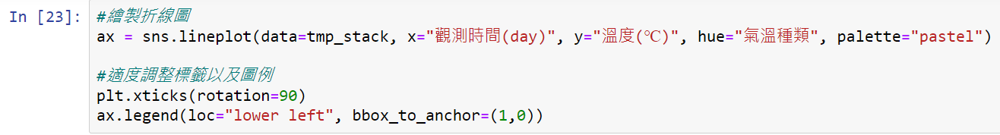 In [23]: #繪製折線圖
ax = sns.lineplot(data=tmp_stack, x="觀測時間(day)", y="溫度(℃)", hue="氣溫種類", palette="pastel")
#適度調整標籤以及圖例
plt.xticks(rotation=90)
ax.legend(loc="lower left", bbox_to_anchor=(1,0))